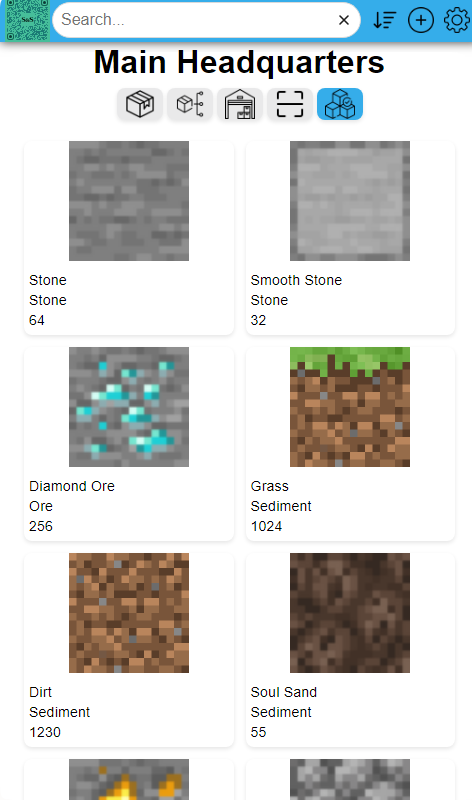 S&S
Search...
Main Headquarters
Stone
Stone
64
Smooth Stone
Stone
32
Diamond Ore
Ore
256
Grass
Sediment
1024
Dirt
Sediment
1230
Soul Sand
Sediment
55